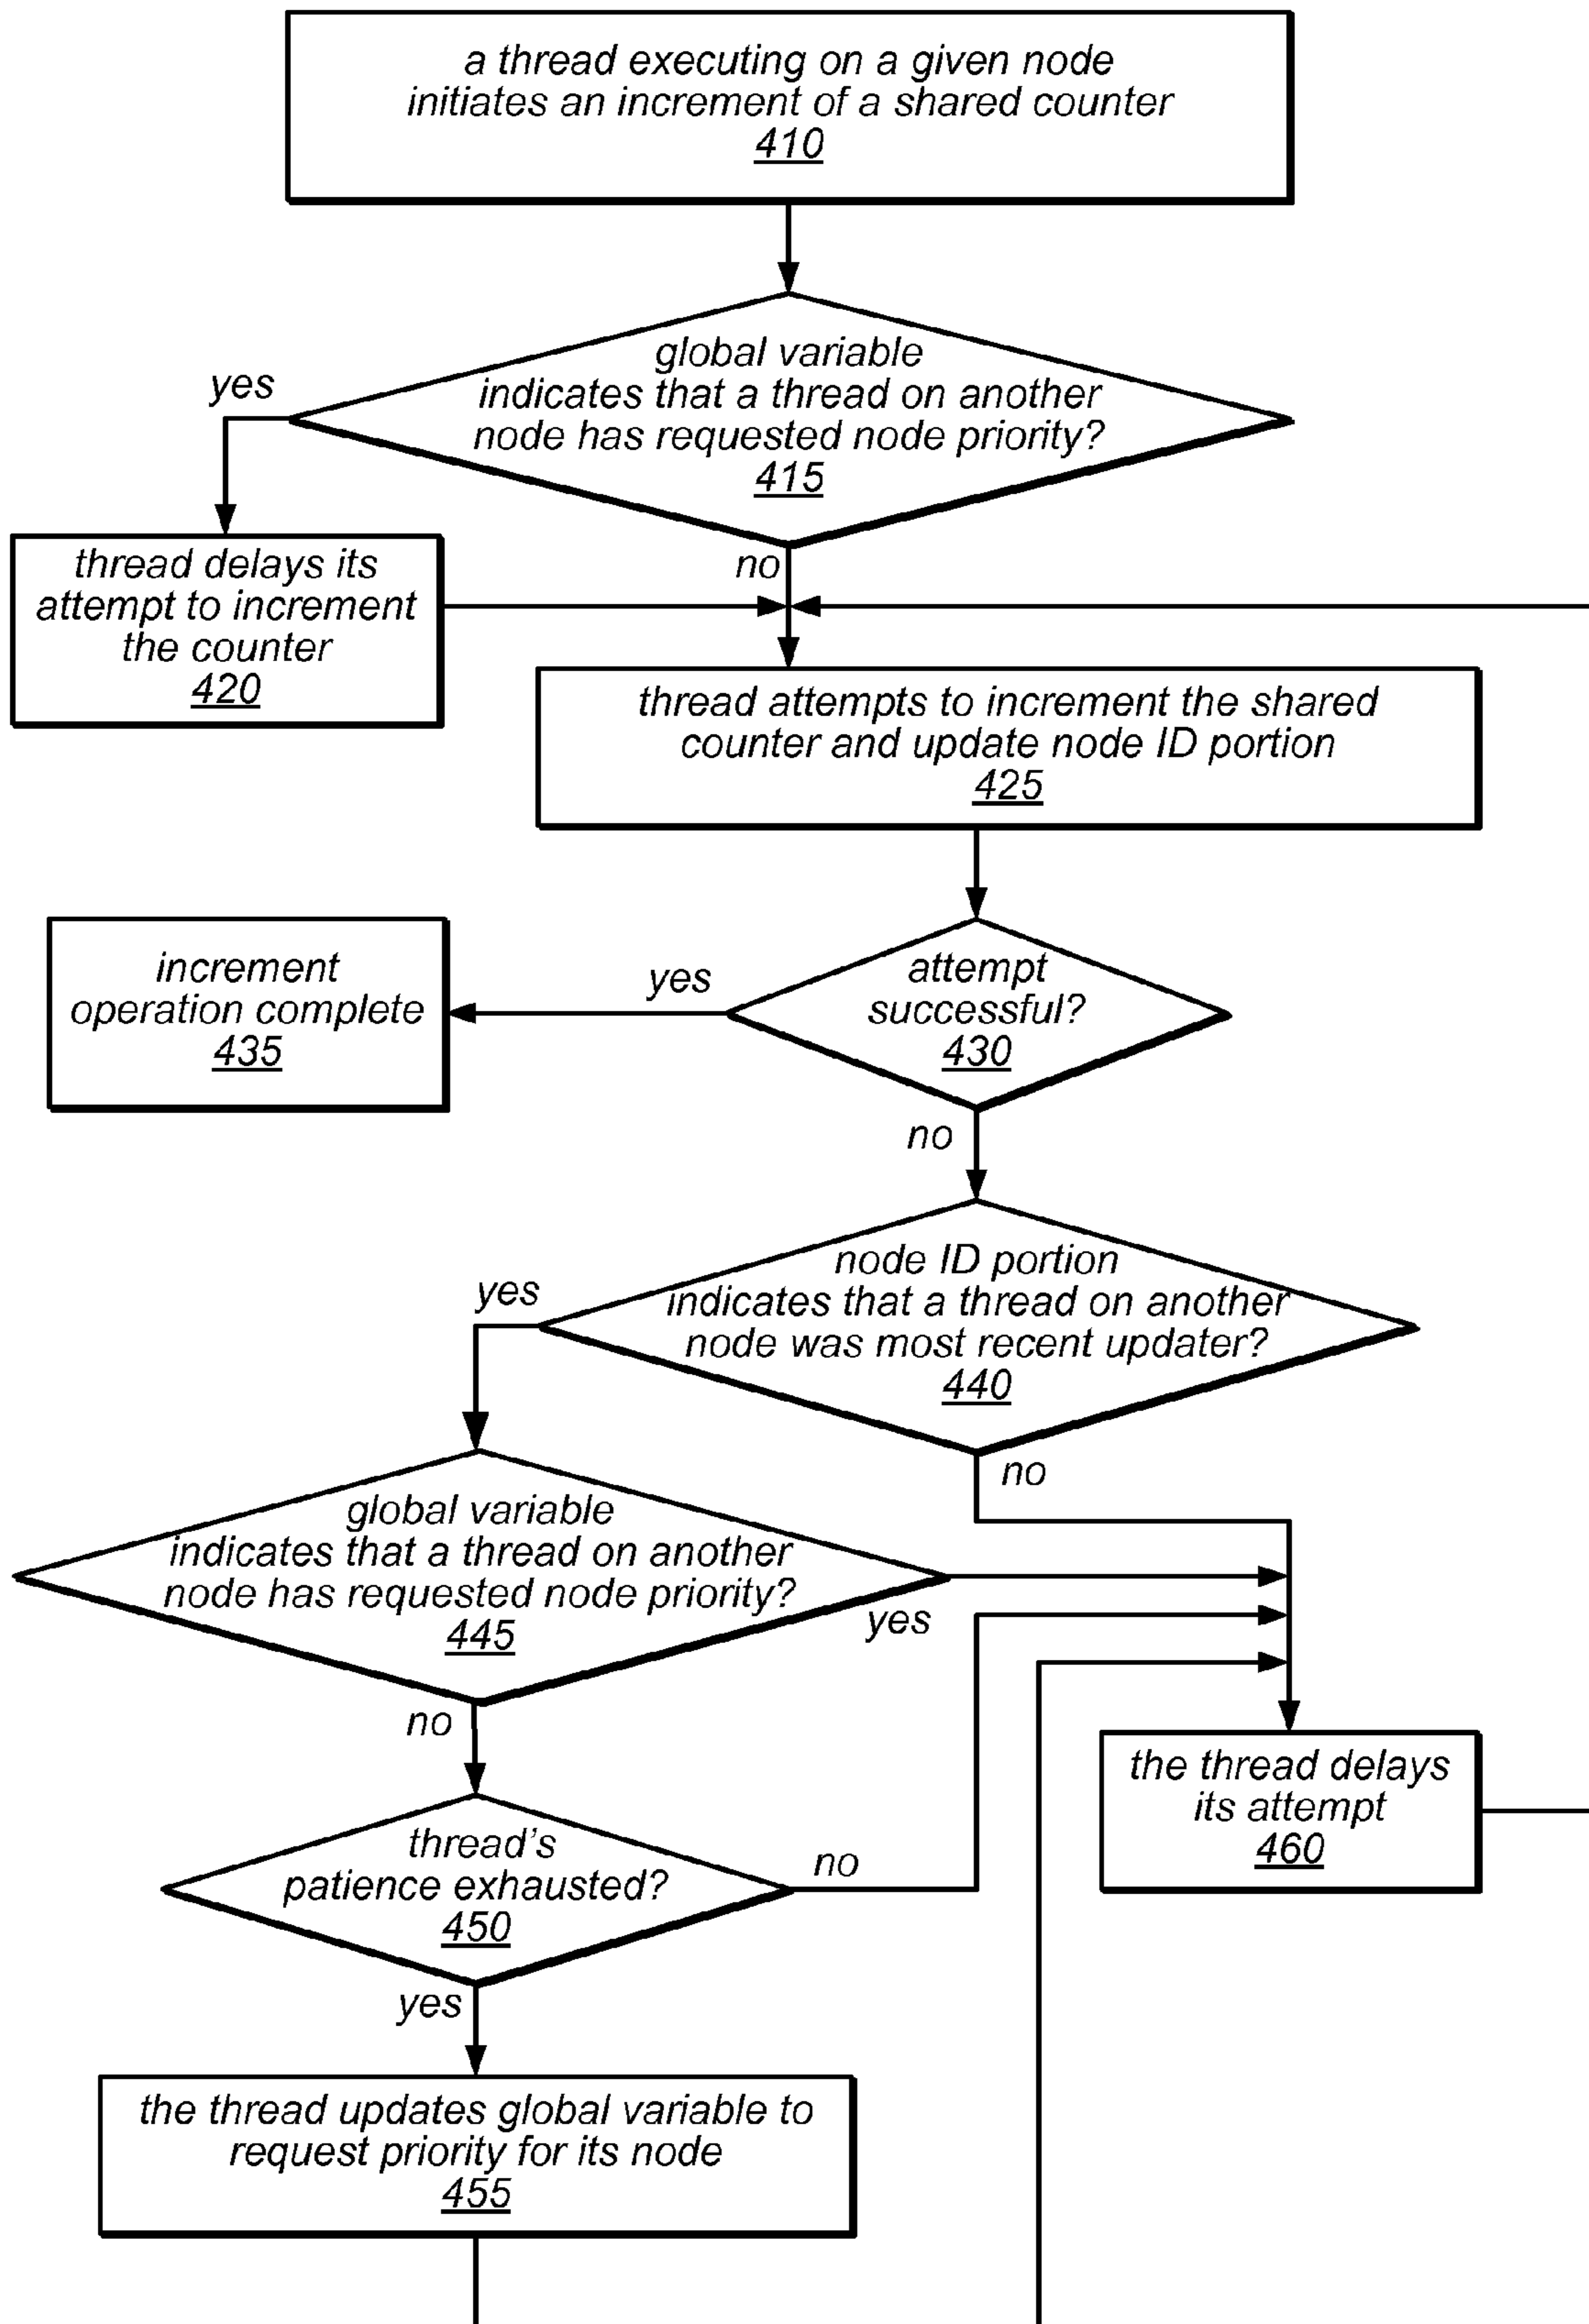 a thread executing on a given node
initiates an increment of a shared counter
410
global variable
indicates that a thread on another
node has requested node priority?
415
yes
no
thread delays its
attempt to increment
the counter
420
thread attempts to increment the shared
counter and update node ID portion
425
attempt
successful?
430
yes
increment
operation complete
435
no
node ID portion
indicates that a thread on another
node was most recent updater?
440
yes
no
global variable
indicates that a thread on another
node has requested node priority?
445
yes
no
the thread delays
its attempt
460
thread's
patience exhausted?
450
no
yes
the thread updates global variable to
request priority for its node
455